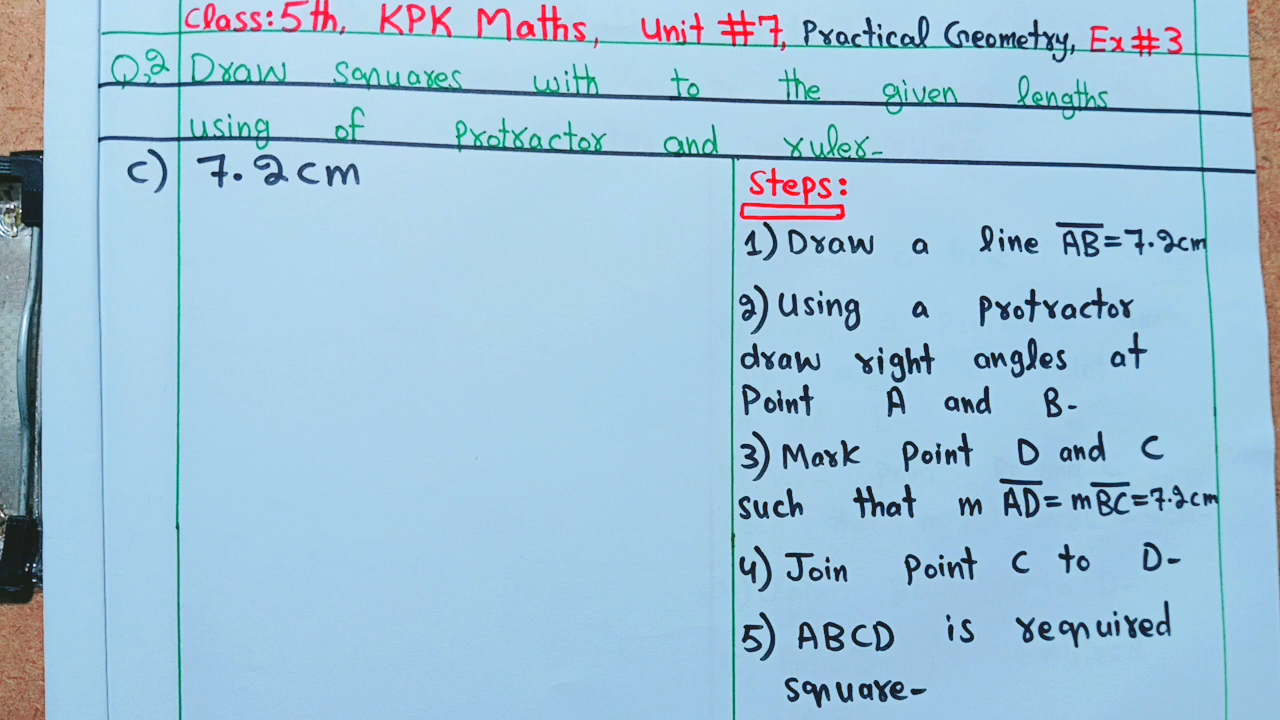 Class: 5th, KPK Maths, Unit #7, Practical Geometry, Ex #3
Q.2 Draw squares with to the given lengths
using of protractor and ruler-
c) 7.2cm
Steps:
1) Draw a line AB=7.2cm
2) Using a protractor
draw right angles at
Point A and B-
3) Mark point D and C
such that m AD=mBC=7.2cm
4) Join point C to D-
5) ABCD is required
square-